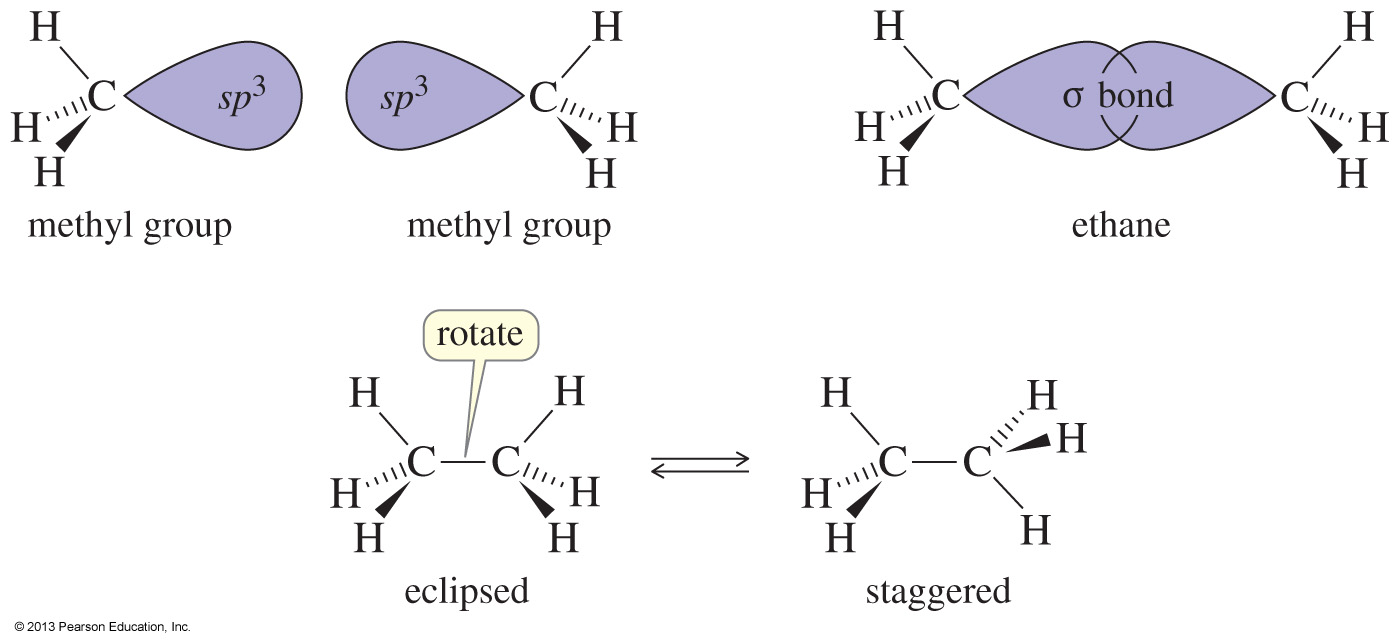 H H H H
C sp³ sp³ C C σ bond C
H H H H
H H H H
methyl group methyl group ethane
rotate
H H H H
H
C C C C
H H H
H H H H
eclipsed staggered
© 2013 Pearson Education, Inc.